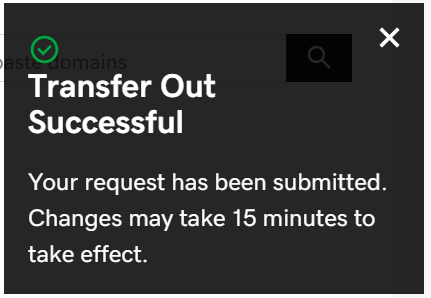 paste domains
Transfer Out
Successful
Your request has been submitted.
Changes may take 15 minutes to
take effect.